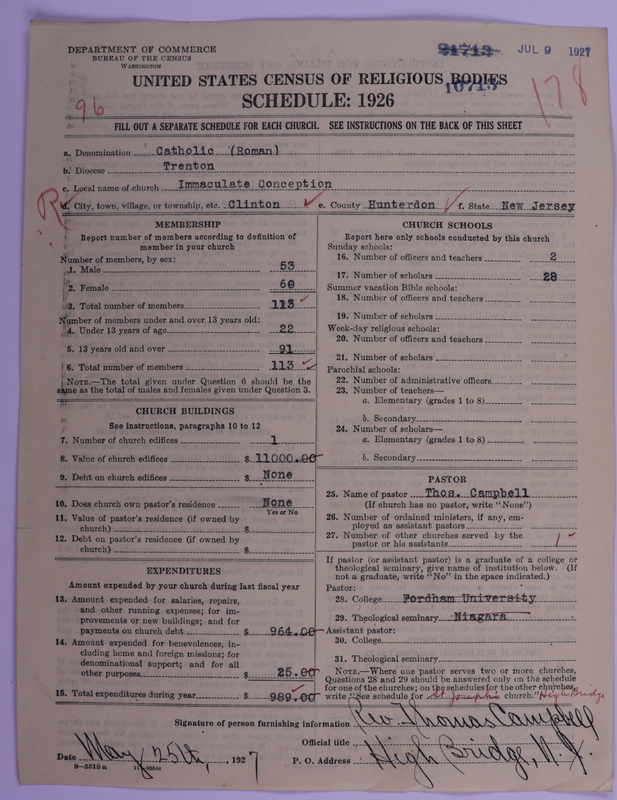 DEPARTMENT OF COMMERCE
BUREAU OF THE CENSUS
WASHINGTON
21713
JUL 9 1927
UNITED STATES CENSUS OF RELIGIOUS BODIES
10713
SCHEDULE: 1926
96
178
FILL OUT A SEPARATE SCHEDULE FOR EACH CHURCH. SEE INSTRUCTIONS ON THE BACK OF THIS SHEET
a. Denomination Catholic (Roman)
b. Diocese Trenton
c. Local name of church Immaculate Conception
R
d. City, town, village, or township, etc. Clinton e. County Hunterdon f. State New Jersey
MEMBERSHIP
Report number of members according to definition of
member in your church
Number of members, by sex:
1. Male 53
2. Female 60
3. Total number of members 113
Number of members under and over 13 years old:
4. Under 13 years of age 22
5. 13 years old and over 91
6. Total number of members 113
NOTE.—The total given under Question 6 should be the
same as the total of males and females given under Question 3.
CHURCH BUILDINGS
See instructions, paragraphs 10 to 12
7. Number of church edifices 1
8. Value of church edifices $ 11000.00
9. Debt on church edifices $ None
10. Does church own pastor's residence None
Yes or No
11. Value of pastor's residence (if owned by
church) $
12. Debt on pastor's residence (if owned by
church) $
EXPENDITURES
Amount expended by your church during last fiscal year
13. Amount expended for salaries, repairs,
and other running expenses; for im-
provements or new buildings; and for
payments on church debt $ 964.00
14. Amount expended for benevolences, in-
cluding home and foreign missions; for
denominational support; and for all
other purposes $ 25.00
15. Total expenditures during year $ 989.00
CHURCH SCHOOLS
Report here only schools conducted by this church
Sunday schools:
16. Number of officers and teachers 2
17. Number of scholars 28
Summer vacation Bible schools:
18. Number of officers and teachers
19. Number of scholars
Week-day religious schools:
20. Number of officers and teachers
21. Number of scholars
Parochial schools:
22. Number of administrative officers
23. Number of teachers—
a. Elementary (grades 1 to 8)
b. Secondary
24. Number of scholars—
a. Elementary (grades 1 to 8)
b. Secondary
PASTOR
25. Name of pastor Thos. Campbell
(If church has no pastor, write "None")
26. Number of ordained ministers, if any, em-
ployed as assistant pastors
27. Number of other churches served by the
pastor or his assistants 1
If pastor (or assistant pastor) is a graduate of a college or
theological seminary, give name of institution below. (If
not a graduate, write "No" in the space indicated.)
Pastor:
28. College Fordham University
29. Theological seminary Niagara
Assistant pastor:
30. College
31. Theological seminary
NOTE.—Where one pastor serves two or more churches,
Questions 28 and 29 should be answered only on the schedule
for one of the churches; on the schedules for the other churches,
write "See schedule for St. Joseph's church." High Bridge
Signature of person furnishing information Rev. Thomas Campbell
Official title
Date May 25th, 1927 P. O. Address High Bridge, N. J.
8—5518 a